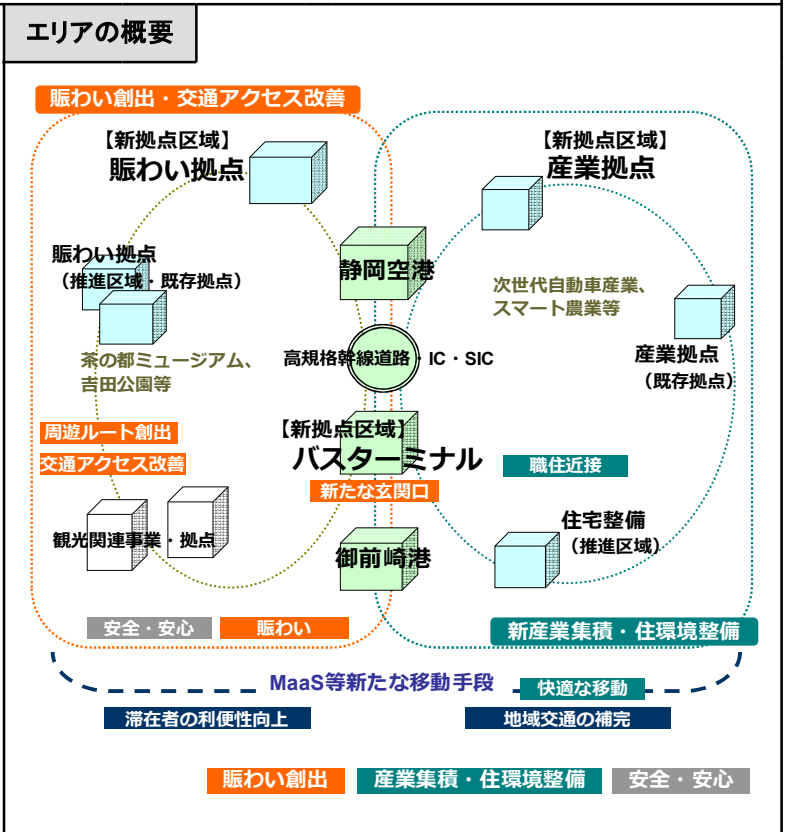 エリアの概要
賑わい創出・交通アクセス改善
【新拠点区域】
賑わい拠点
【新拠点区域】
産業拠点
賑わい拠点
（推進区域・既存拠点）
静岡空港
次世代自動車産業、
スマート農業等
茶の都ミュージアム、
吉田公園等
高規格幹線道路・IC・SIC
産業拠点
（既存拠点）
周遊ルート創出
交通アクセス改善
【新拠点区域】
バスターミナル
新たな玄関口
職住近接
観光関連事業・拠点
御前崎港
住宅整備
（推進区域）
安全・安心
賑わい
新産業集積・住環境整備
MaaS等新たな移動手段
快適な移動
滞在者の利便性向上
地域交通の補完
賑わい創出
産業集積・住環境整備
安全・安心